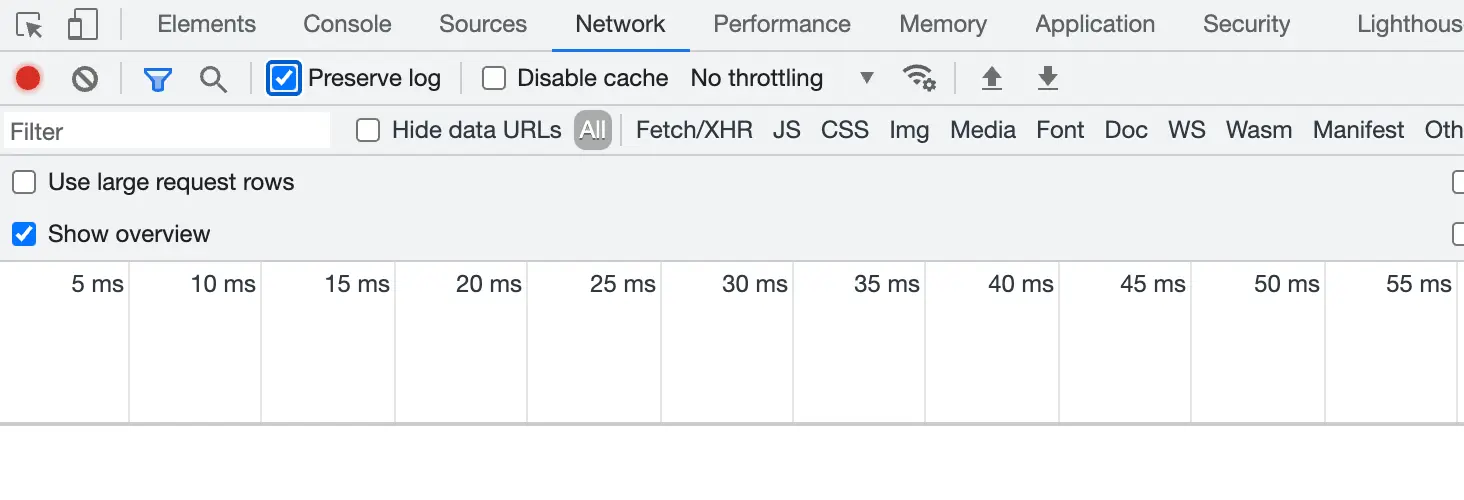 Elements Console Sources Network Performance Memory Application Security Lighthous
Preserve log Disable cache No throttling
Filter Hide data URLs All Fetch/XHR JS CSS Img Media Font Doc WS Wasm Manifest Oth
Use large request rows
Show overview
5 ms 10 ms 15 ms 20 ms 25 ms 30 ms 35 ms 40 ms 45 ms 50 ms 55 ms